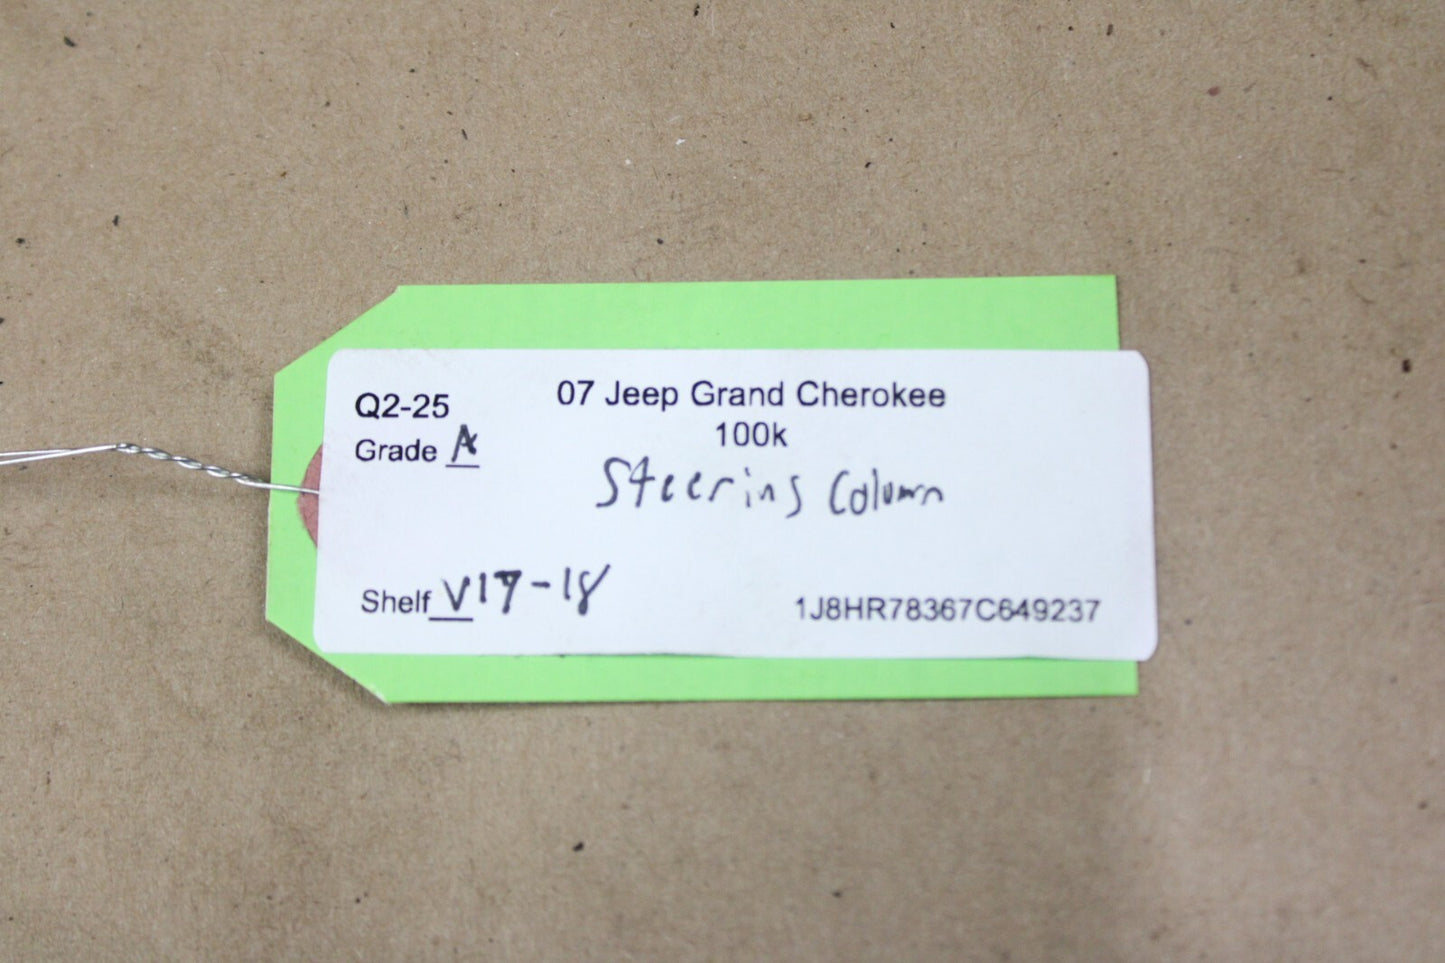 Q2-25
07 Jeep Grand Cherokee
Grade A
100k
Steering Column
Shelf V17-18
1J8HR78367C649237